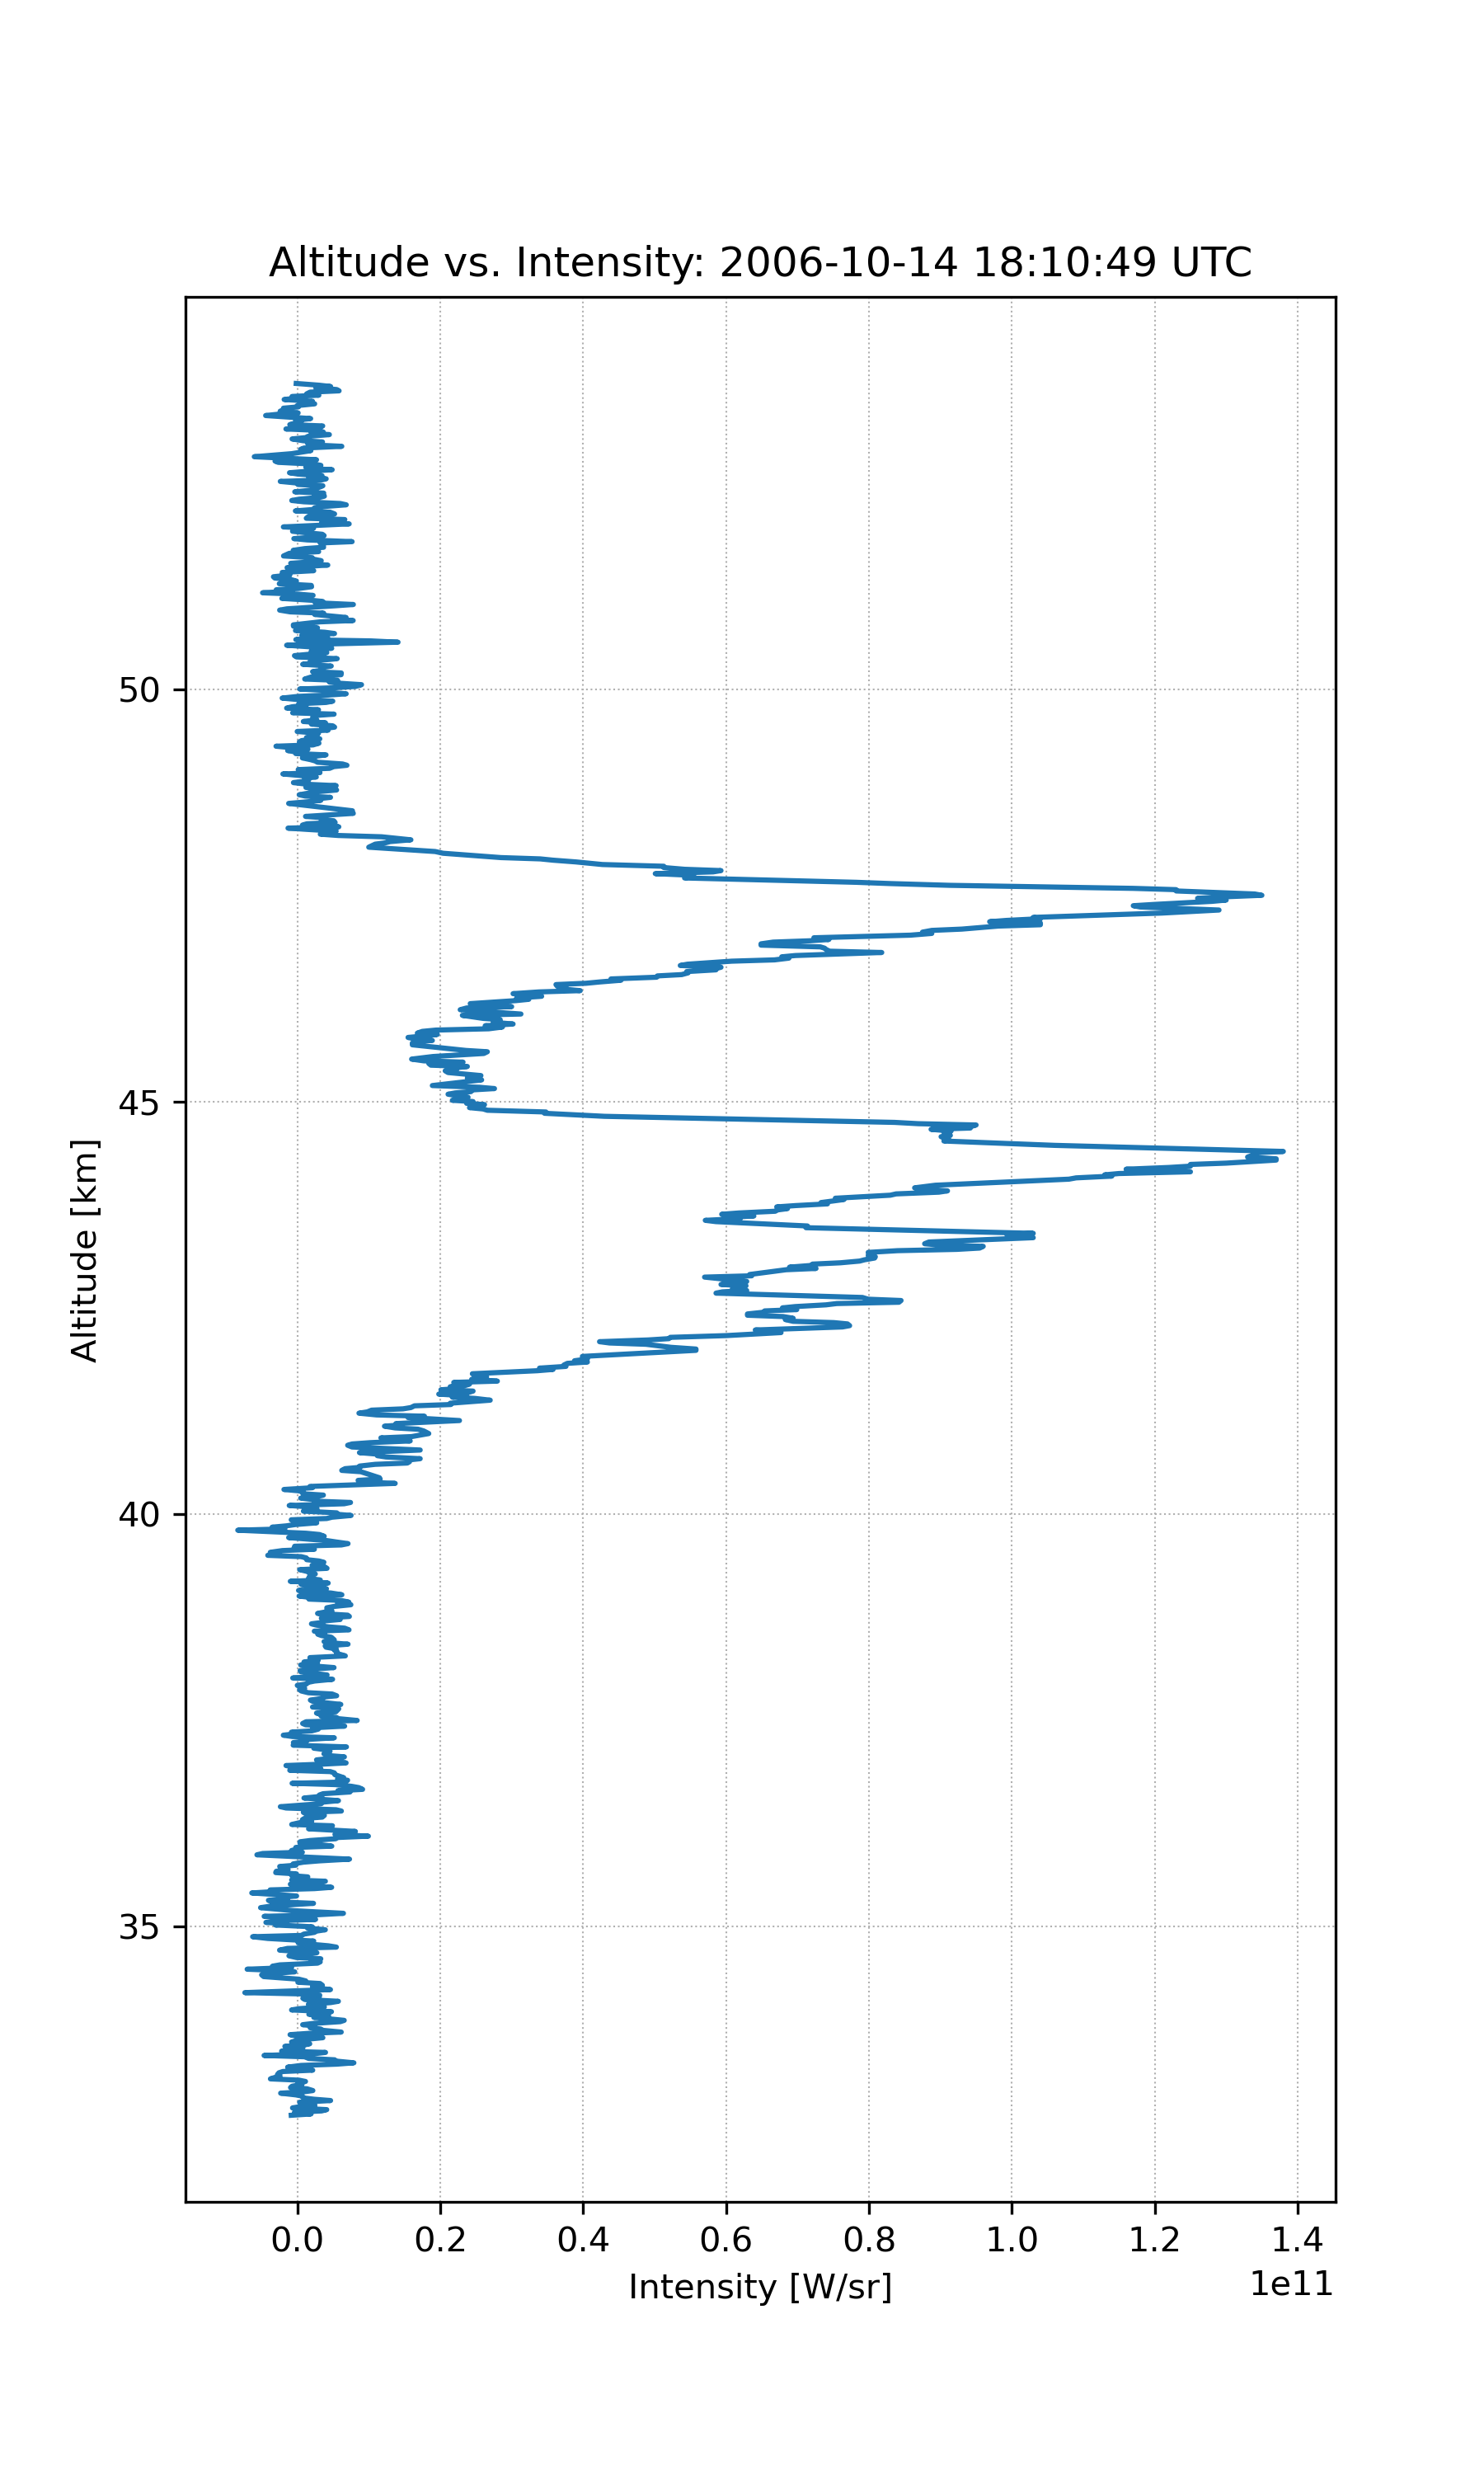 Altitude vs. Intensity: 2006-10-14 18:10:49 UTC
50
45
40
35
Altitude [km]
0.0 0.2 0.4 0.6 0.8 1.0 1.2 1.4
Intensity [W/sr]
1e11